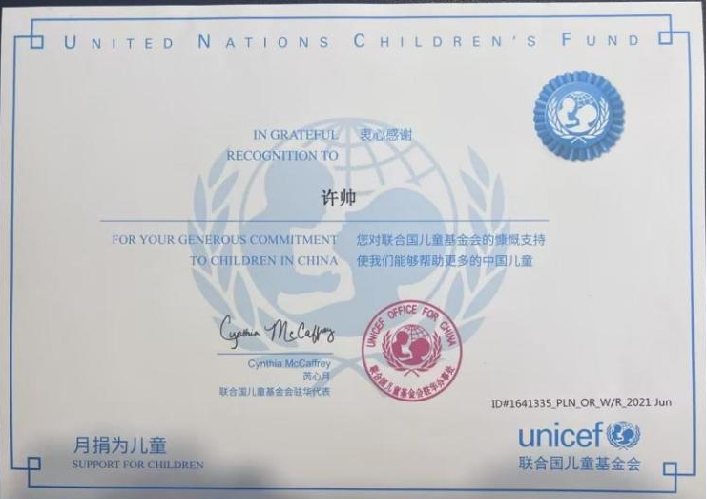 UNITED NATIONS CHILDREN'S FUND
IN GRATEFUL 衷心感谢
RECOGNITION TO
许帅
FOR YOUR GENEROUS COMMITMENT 您对联合国儿童基金会的慷慨支持
TO CHILDREN IN CHINA 使我们能够帮助更多的中国儿童
Cynthia McCaffrey
UNICEF OFFICE FOR CHINA
联合国儿童基金会驻华办事处
Cynthia McCaffrey
芮心月
联合国儿童基金会驻华代表
ID#1641335_PLN_OR_W/R_2021 Jun
月捐为儿童
SUPPORT FOR CHILDREN
unicef
联合国儿童基金会